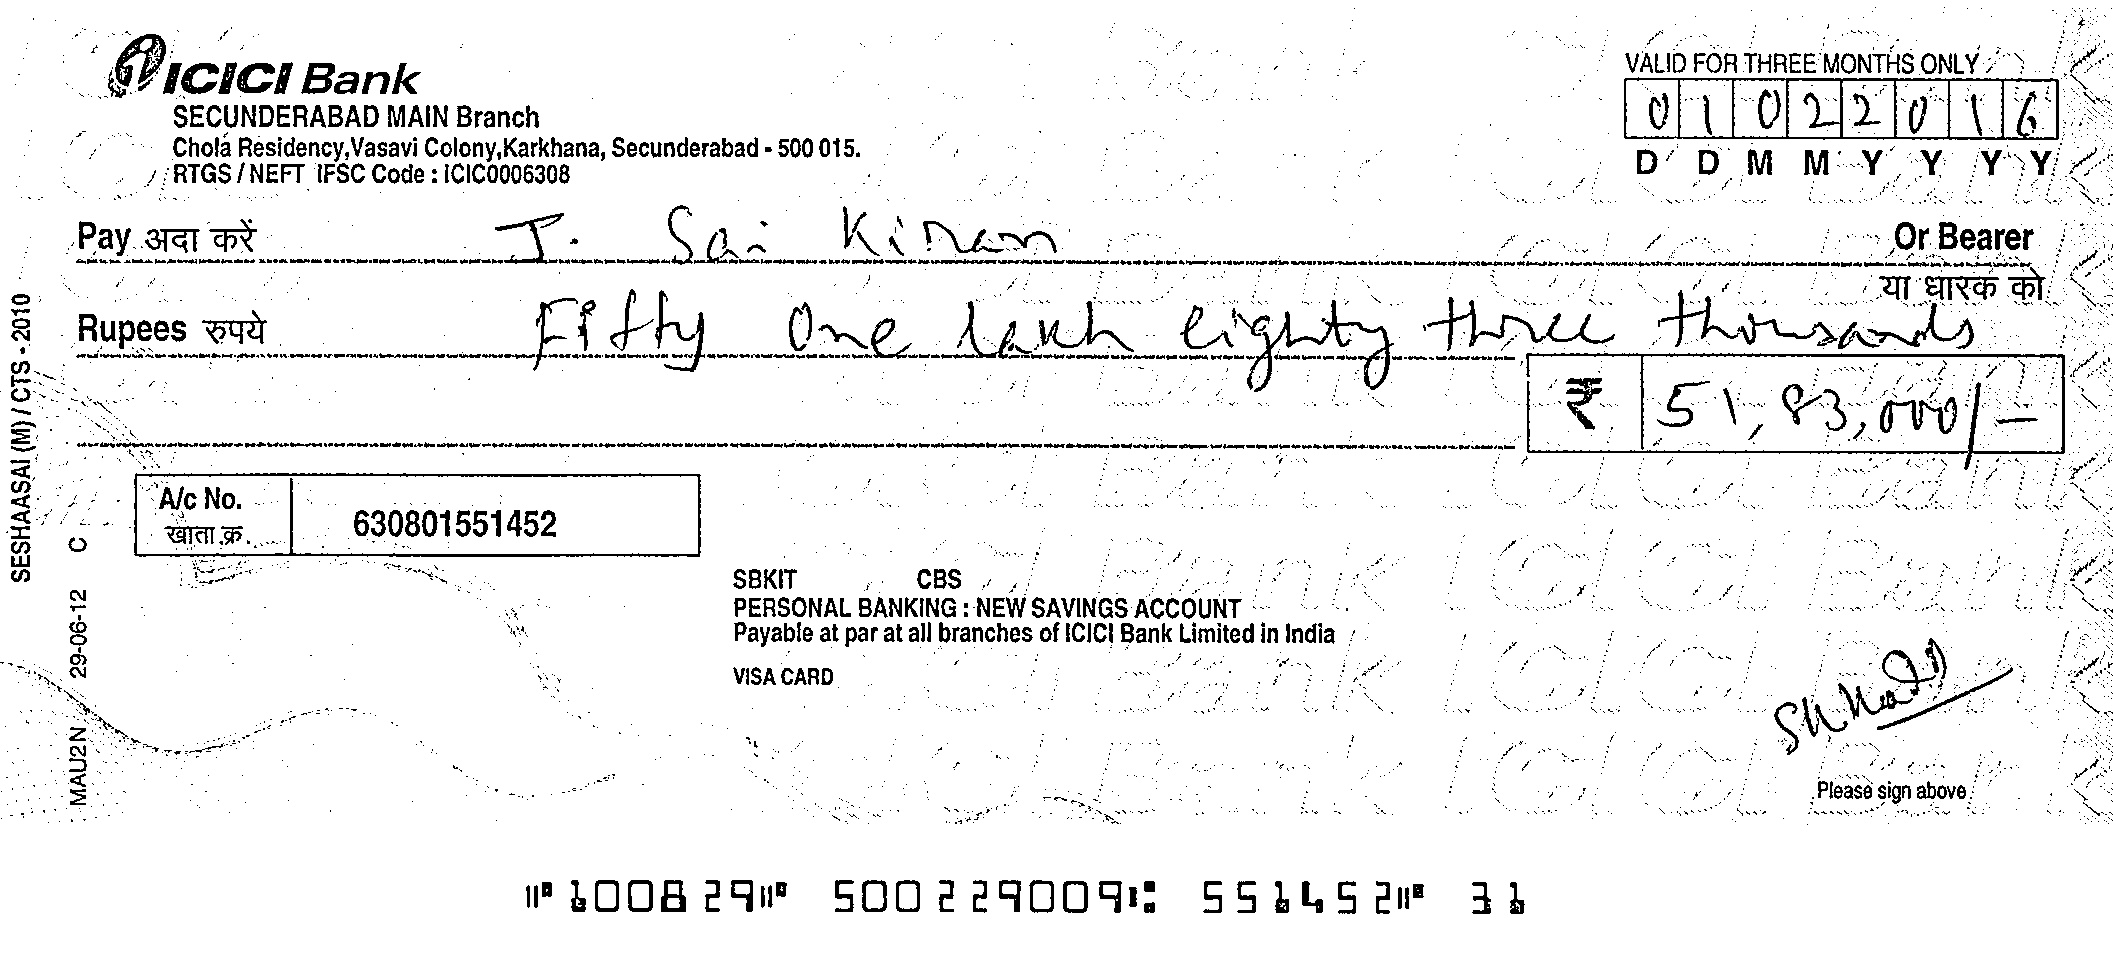 ICICI Bank
SECUNDERABAD MAIN Branch
Chola Residency,Vasavi Colony,Karkhana, Secunderabad - 500 015.
RTGS / NEFT IFSC Code : ICIC0006308
VALID FOR THREE MONTHS ONLY
0 1 0 2 2 0 1 6
D D M M Y Y Y Y
Pay अदा करें J. Sai Kiran Or Bearer
या धारक को
Rupees रुपये Fifty One lakh eighty three thousands
₹ 51,83,000/-
A/c No. 630801551452
खाता क्र.
SBKIT CBS
PERSONAL BANKING : NEW SAVINGS ACCOUNT
Payable at par at all branches of ICICI Bank Limited in India
VISA CARD
Please sign above
SESHAASAI (M) / CTS - 2010
MAU2N 29-06-12 C
⑈100829⑈ 500229009⑆ 551452⑈ 31